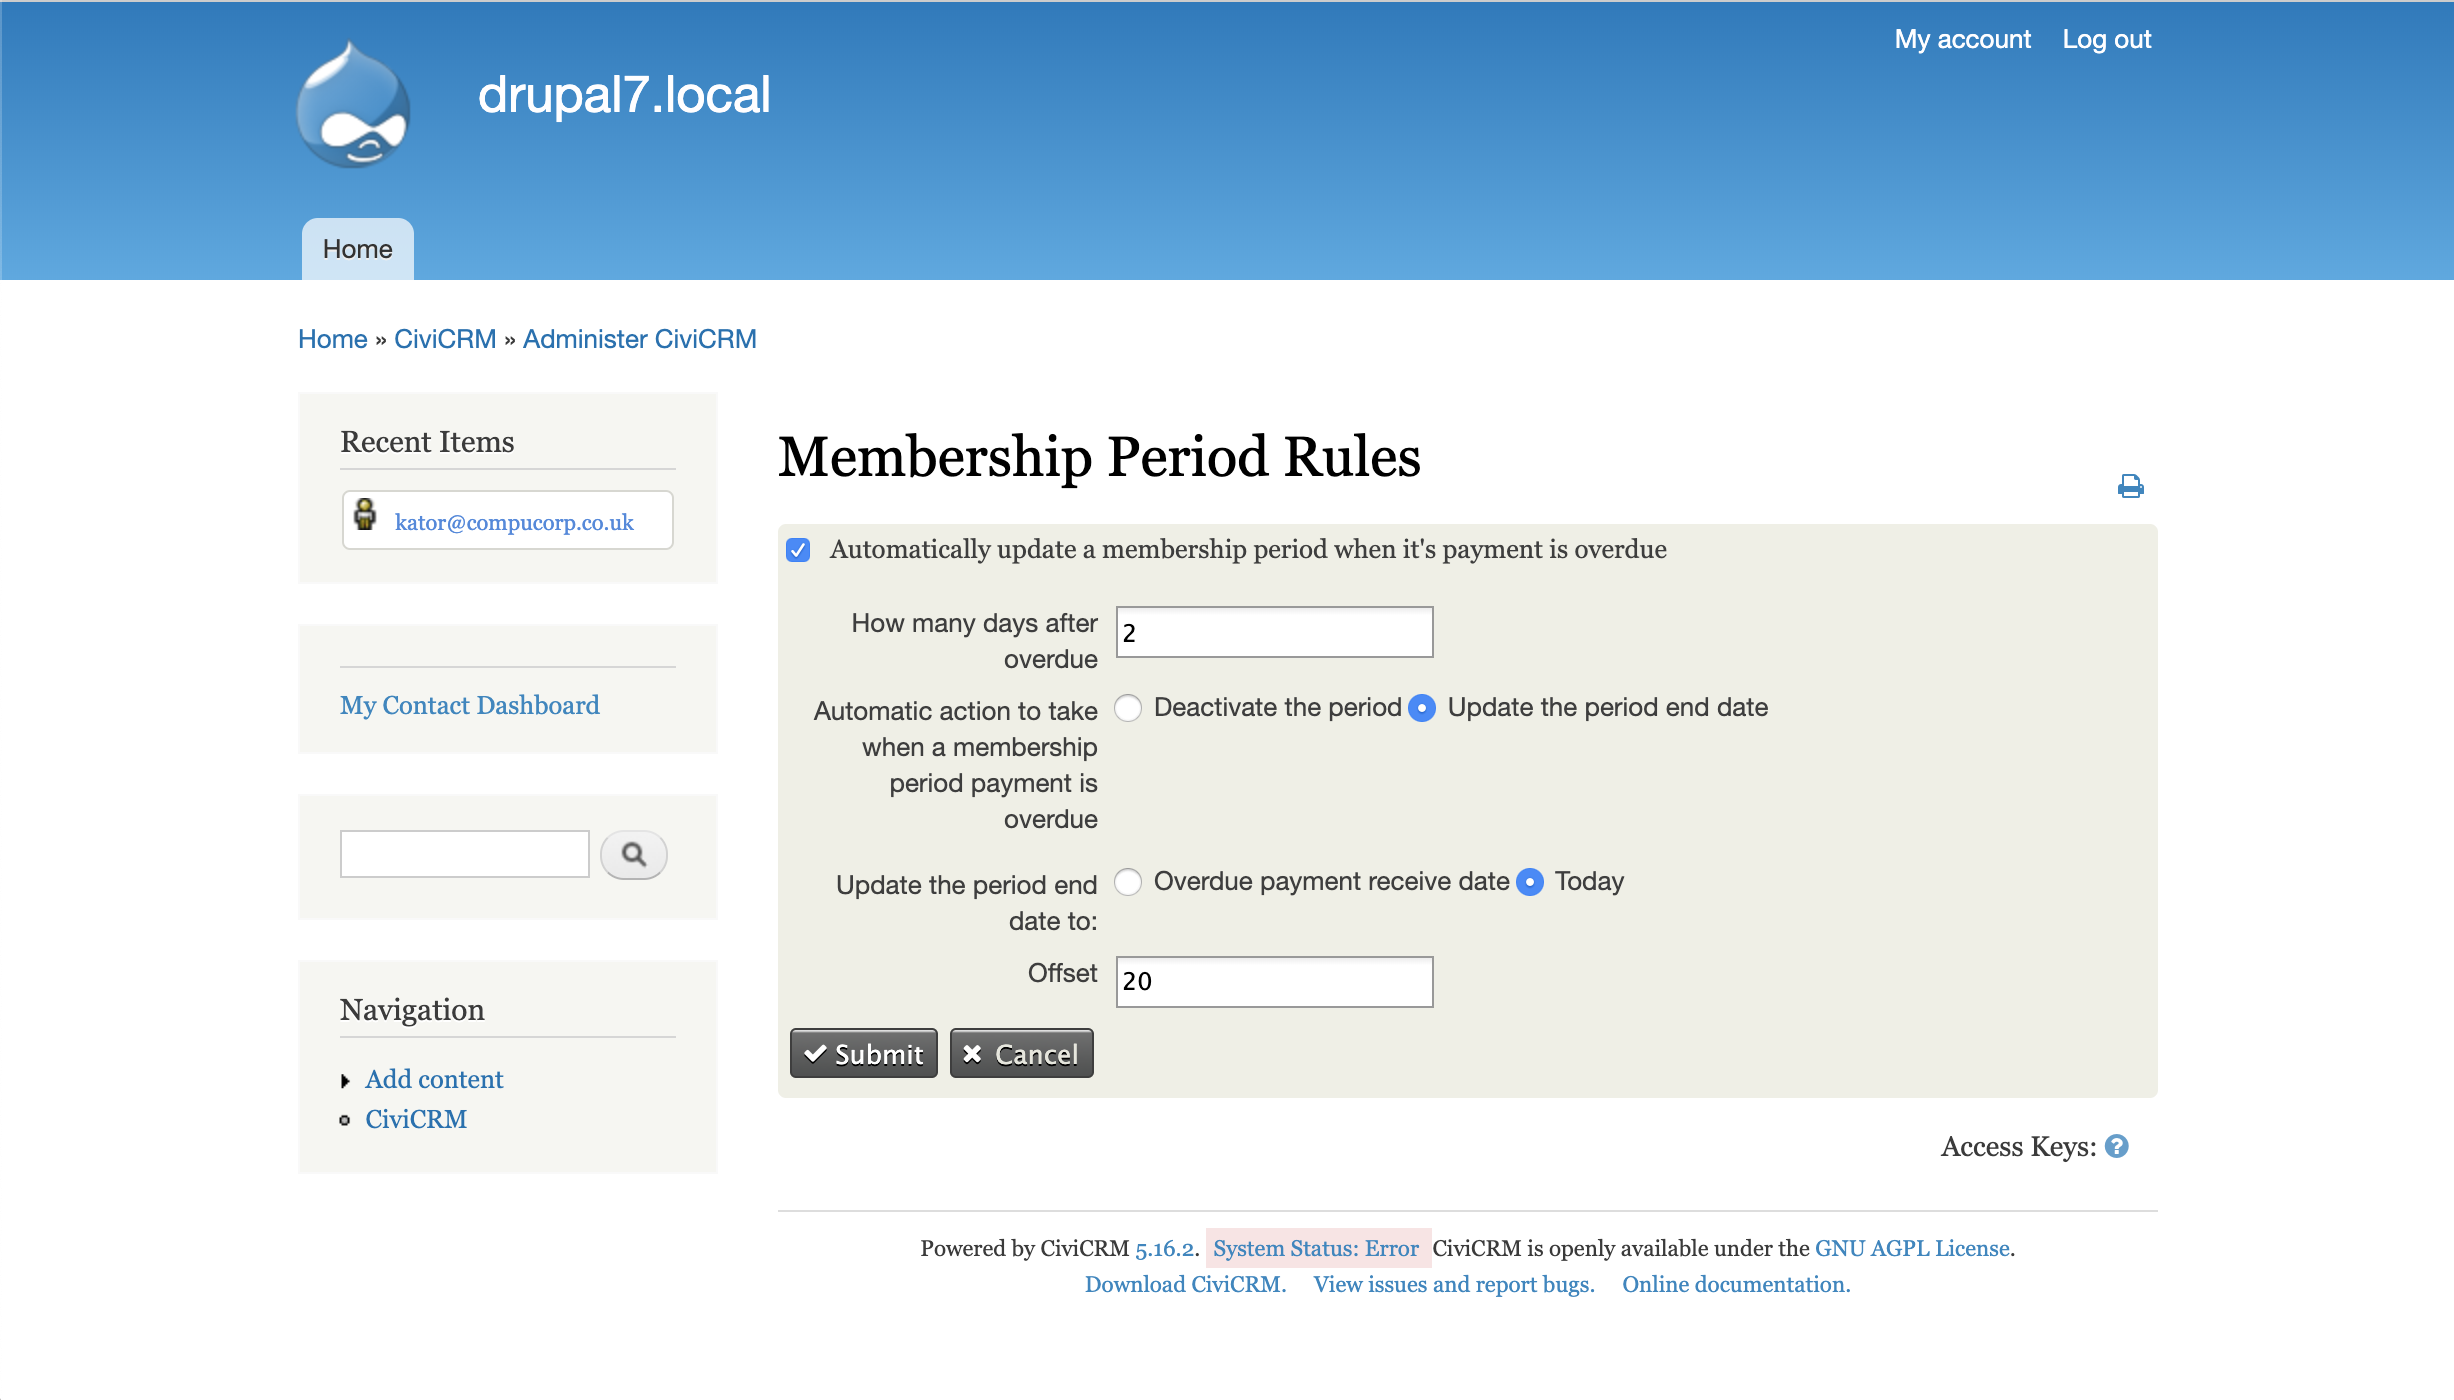 My account Log out
drupal7.local
Home
Home » CiviCRM » Administer CiviCRM
Recent Items
kator@compucorp.co.uk
My Contact Dashboard
Navigation
Add content
CiviCRM
Membership Period Rules
Automatically update a membership period when it's payment is overdue
How many days after
overdue
2
Automatic action to take
when a membership
period payment is
overdue
Deactivate the period Update the period end date
Update the period end
date to:
Overdue payment receive date Today
Offset
20
Submit Cancel
Access Keys: ?
Powered by CiviCRM 5.16.2. System Status: Error CiviCRM is openly available under the GNU AGPL License.
Download CiviCRM. View issues and report bugs. Online documentation.